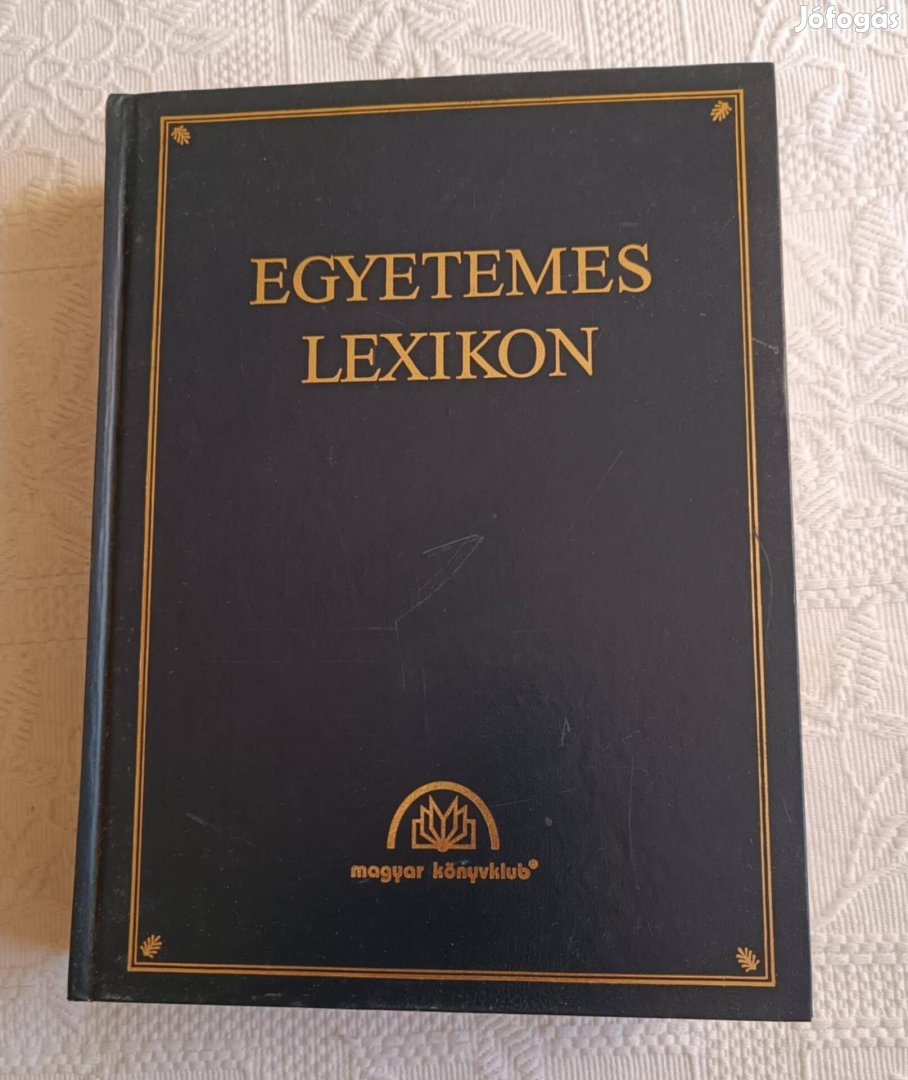 Jófogás
EGYETEMES
LEXIKON
magyar könyvklub®